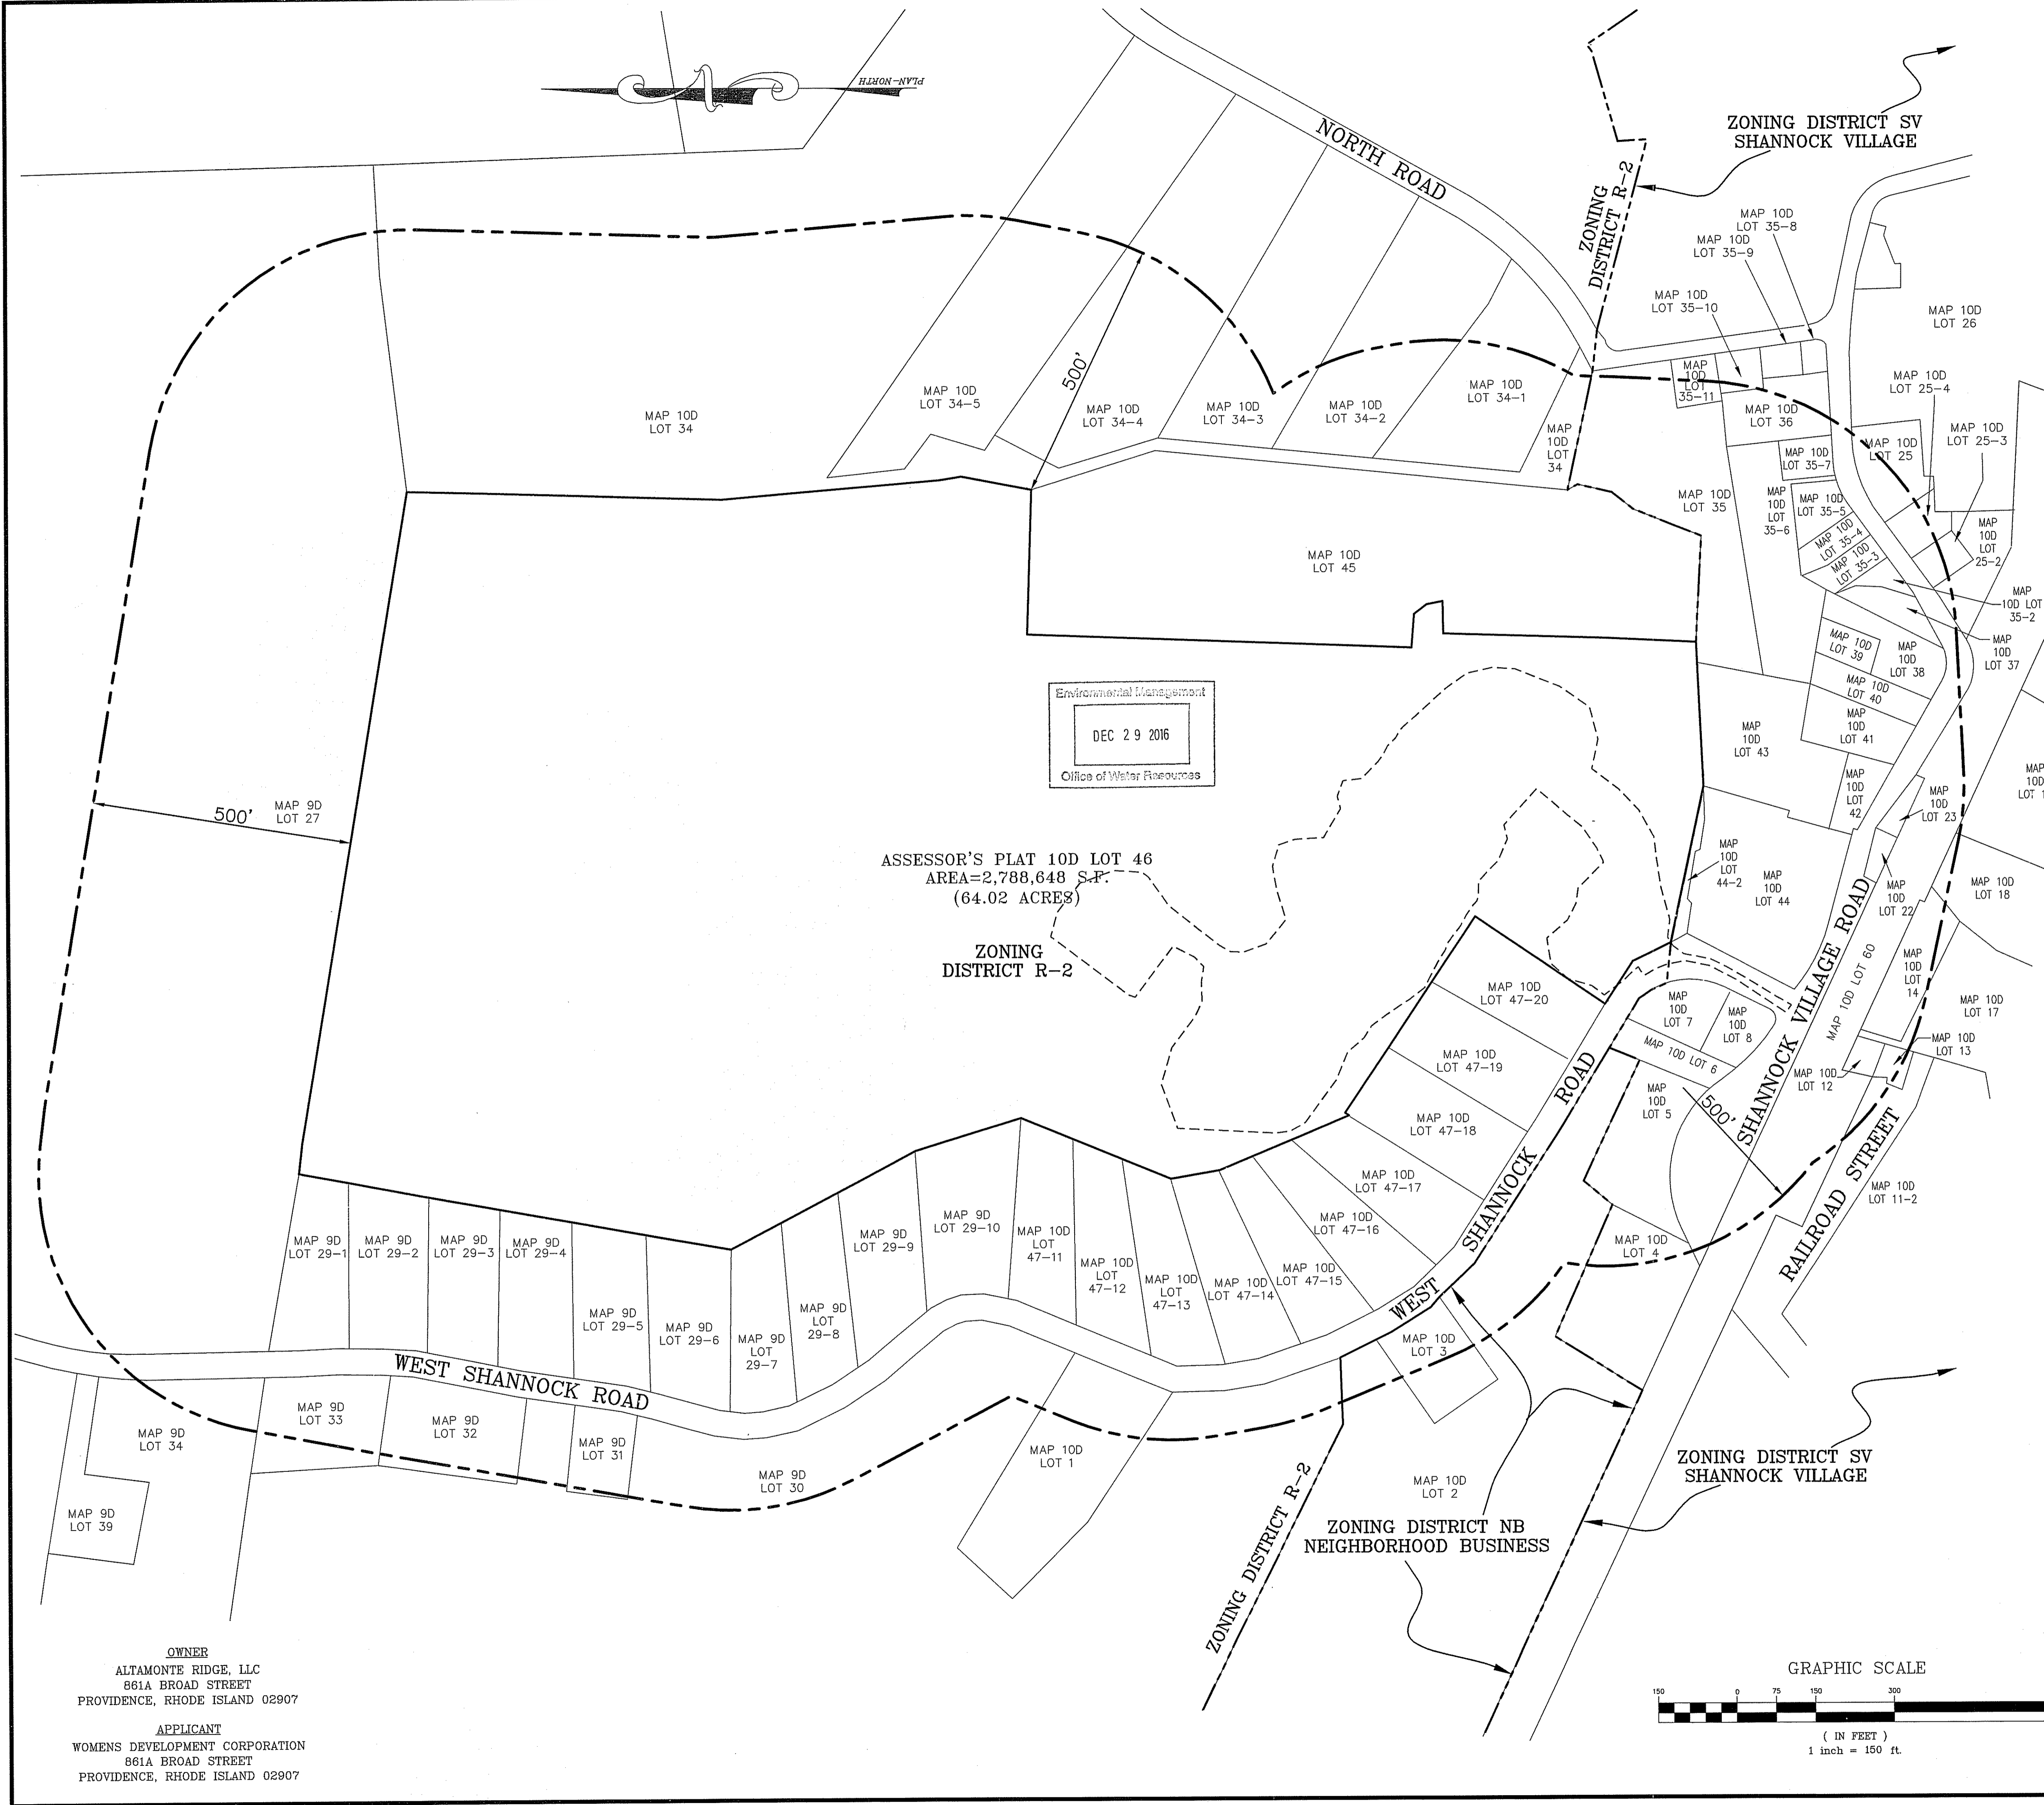 PLAN-NORTH
NORTH ROAD
ZONING DISTRICT SV
SHANNOCK VILLAGE
ZONING
DISTRICT R-2
MAP 10D
LOT 35-8
MAP 10D
LOT 35-9
MAP 10D
LOT 35-10
MAP 10D
LOT 26
MAP
10D
LOT
35-11
MAP 10D
LOT 25-4
MAP 10D
LOT 36
MAP 10D
LOT 25-3
MAP 10D
LOT 25
MAP 10D
LOT 34
MAP 10D
LOT 34-5
500'
MAP 10D
LOT 34-4
MAP 10D
LOT 34-3
MAP 10D
LOT 34-2
MAP 10D
LOT 34-1
MAP
10D
LOT
34
MAP 10D
LOT 35-7
MAP 10D
LOT 35
MAP
10D
LOT
35-6
MAP 10D
LOT 35-5
MAP 10D
LOT 35-4
MAP 10D
LOT 35-3
MAP
10D
LOT
25-2
MAP 10D
LOT 45
MAP
10D LOT
35-2
MAP
10D
LOT 37
MAP 10D
LOT 39
MAP
10D
LOT 38
MAP 10D
LOT 40
MAP
10D
LOT 41
MAP
10D
LOT 43
Environmental Management
DEC 29 2016
Office of Water Resources
MAP
10D
LOT
42
MAP
10D
LOT 23
MAP
10D
500'
MAP 9D
LOT 27
ASSESSOR'S PLAT 10D LOT 46
AREA=2,788,648 S.F.
(64.02 ACRES)
ZONING
DISTRICT R-2
MAP
10D
LOT
44-2
MAP
10D
LOT 44
MAP
10D
LOT 22
MAP 10D
LOT 18
SHANNOCK VILLAGE ROAD
MAP 10D LOT 60
MAP
10D
LOT
14
MAP 10D
LOT 17
MAP 10D
LOT 13
MAP 10D
LOT 12
MAP 10D
LOT 47-20
MAP
10D
LOT 7
MAP
10D
LOT 8
MAP 10D LOT 6
MAP 10D
LOT 47-19
MAP
10D
LOT 5
500'
MAP 10D
LOT 47-18
MAP 10D
LOT 47-17
MAP 10D
LOT 11-2
RAILROAD STREET
WEST SHANNOCK ROAD
MAP 10D
LOT 4
MAP 9D
LOT 29-1
MAP 9D
LOT 29-2
MAP 9D
LOT 29-3
MAP 9D
LOT 29-4
MAP 9D
LOT 29-5
MAP 9D
LOT 29-6
MAP 9D
LOT
29-7
MAP 9D
LOT
29-8
MAP 9D
LOT 29-9
MAP 9D
LOT 29-10
MAP 10D
LOT
47-11
MAP 10D
LOT
47-12
MAP 10D
LOT
47-13
MAP 10D
LOT 47-14
MAP 10D
LOT 47-15
MAP 10D
LOT 47-16
WEST SHANNOCK ROAD
MAP 10D
LOT 3
MAP 9D
LOT 34
MAP 9D
LOT 33
MAP 9D
LOT 32
MAP 9D
LOT 31
MAP 9D
LOT 30
MAP 10D
LOT 1
MAP 10D
LOT 2
MAP 9D
LOT 39
ZONING DISTRICT R-2
ZONING DISTRICT NB
NEIGHBORHOOD BUSINESS
ZONING DISTRICT SV
SHANNOCK VILLAGE
OWNER
ALTAMONTE RIDGE, LLC
861A BROAD STREET
PROVIDENCE, RHODE ISLAND 02907
APPLICANT
WOMENS DEVELOPMENT CORPORATION
861A BROAD STREET
PROVIDENCE, RHODE ISLAND 02907
GRAPHIC SCALE
150 0 75 150 300
( IN FEET )
1 inch = 150 ft.